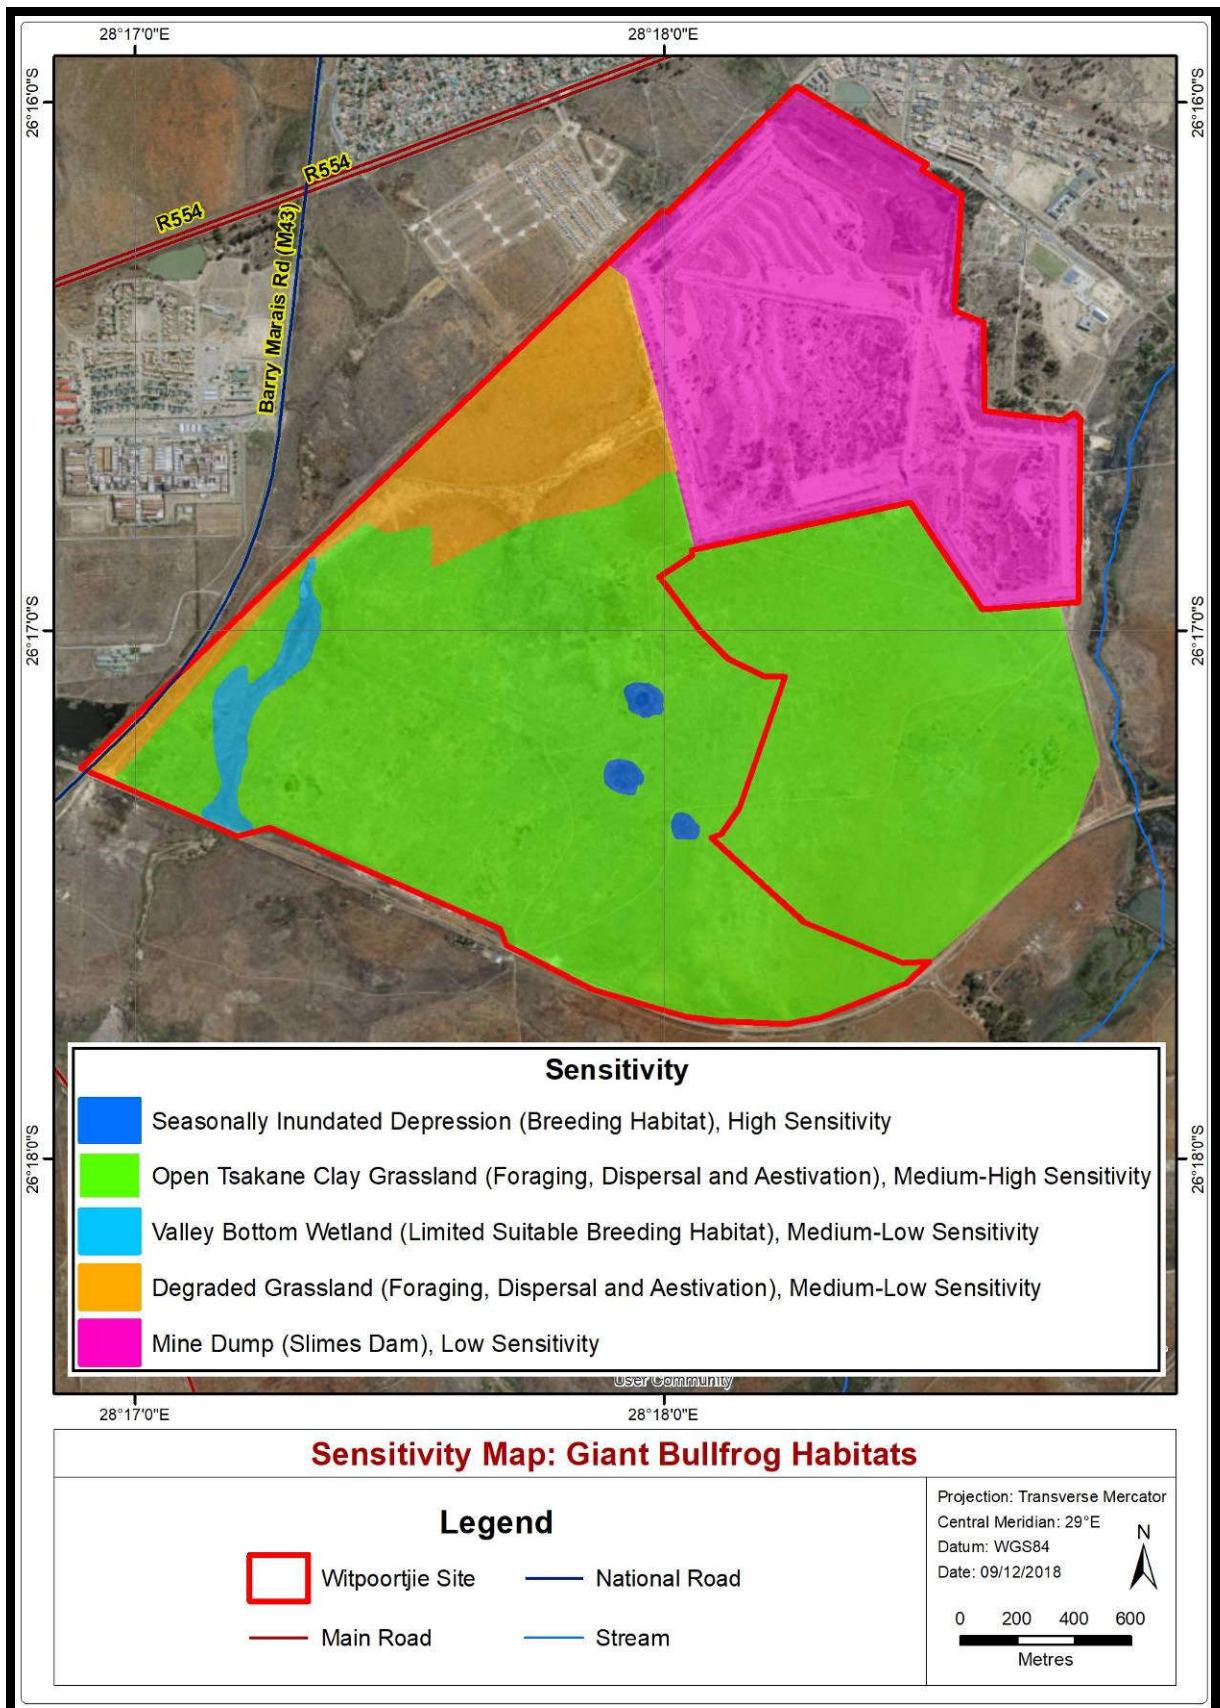 28°17'0"E 28°18'0"E
26°16'0"S 26°16'0"S
R554
R554
Barry Marais Rd (M43)
26°17'0"S 26°17'0"S
Sensitivity
Seasonally Inundated Depression (Breeding Habitat), High Sensitivity
Open Tsakane Clay Grassland (Foraging, Dispersal and Aestivation), Medium-High Sensitivity
Valley Bottom Wetland (Limited Suitable Breeding Habitat), Medium-Low Sensitivity
Degraded Grassland (Foraging, Dispersal and Aestivation), Medium-Low Sensitivity
Mine Dump (Slimes Dam), Low Sensitivity
26°18'0"S 26°18'0"S
User Community
28°17'0"E 28°18'0"E
Sensitivity Map: Giant Bullfrog Habitats
Legend
Witpoortjie Site
National Road
Main Road
Stream
Projection: Transverse Mercator
Central Meridian: 29°E
Datum: WGS84
Date: 09/12/2018
N
0 200 400 600
Metres